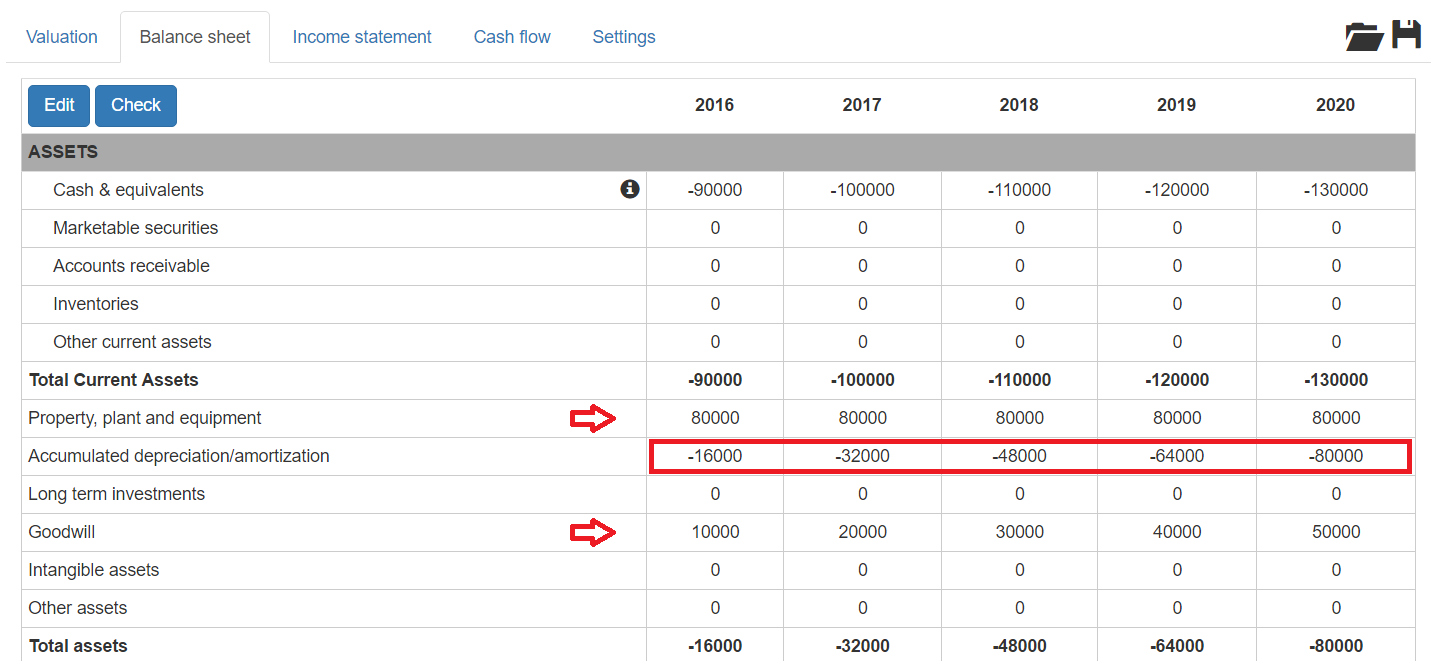 Valuation Balance sheet Income statement Cash flow Settings
Edit Check 2016 2017 2018 2019 2020
ASSETS
Cash & equivalents -90000 -100000 -110000 -120000 -130000
Marketable securities 0 0 0 0 0
Accounts receivable 0 0 0 0 0
Inventories 0 0 0 0 0
Other current assets 0 0 0 0 0
Total Current Assets -90000 -100000 -110000 -120000 -130000
Property, plant and equipment 80000 80000 80000 80000 80000
Accumulated depreciation/amortization -16000 -32000 -48000 -64000 -80000
Long term investments 0 0 0 0 0
Goodwill 10000 20000 30000 40000 50000
Intangible assets 0 0 0 0 0
Other assets 0 0 0 0 0
Total assets -16000 -32000 -48000 -64000 -80000